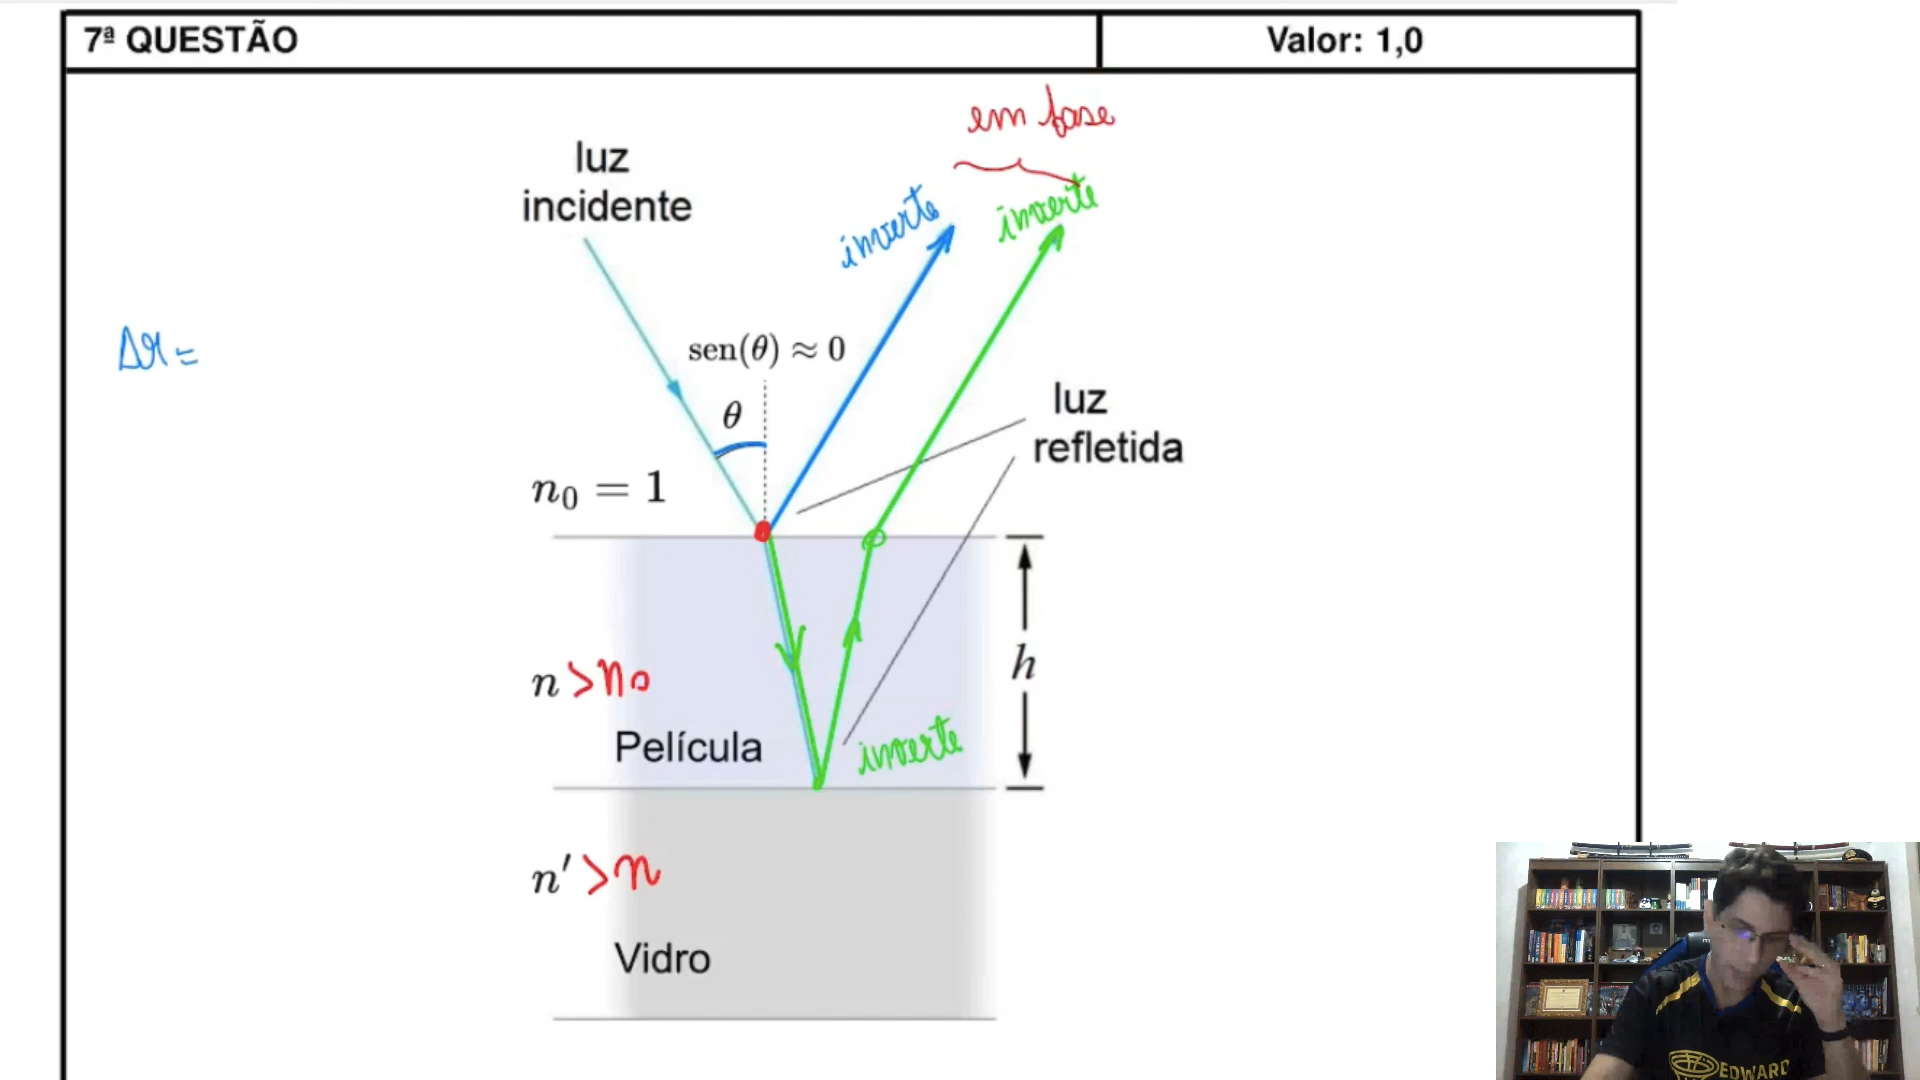 7ª QUESTÃO
Valor: 1,0
em fase
luz
incidente
inverte
inverte
Δr =
sen(θ) ≈ 0
θ
luz
refletida
n₀ = 1
n > n₀
h
Película
inverte
n' > n
Vidro
EDWARD